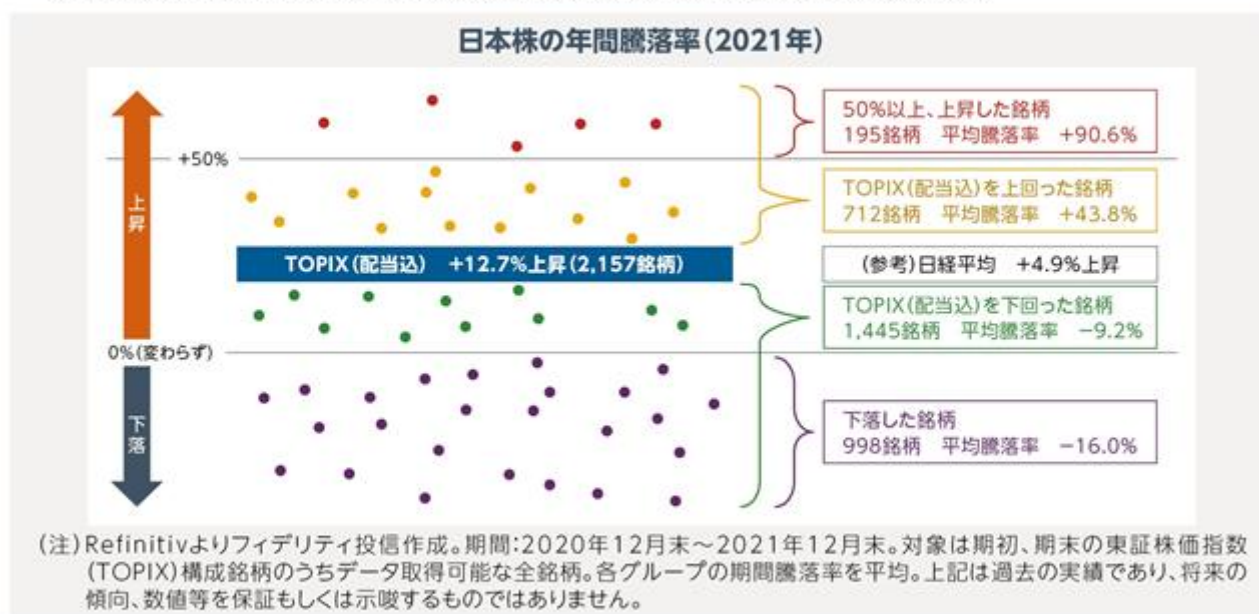 日本株の年間騰落率(2021年)
上昇
+50%
50%以上、上昇した銘柄
195銘柄 平均騰落率 +90.6%
TOPIX(配当込)を上回った銘柄
712銘柄 平均騰落率 +43.8%
TOPIX(配当込) +12.7%上昇(2,157銘柄)
(参考)日経平均 +4.9%上昇
TOPIX(配当込)を下回った銘柄
1,445銘柄 平均騰落率 −9.2%
0%(変わらず)
下落
下落した銘柄
998銘柄 平均騰落率 −16.0%
(注)Refinitivよりフィデリティ投信作成。期間:2020年12月末~2021年12月末。対象は期初、期末の東証株価指数
(TOPIX)構成銘柄のうちデータ取得可能な全銘柄。各グループの期間騰落率を平均。上記は過去の実績であり、将来の
傾向、数値等を保証もしくは示唆するものではありません。